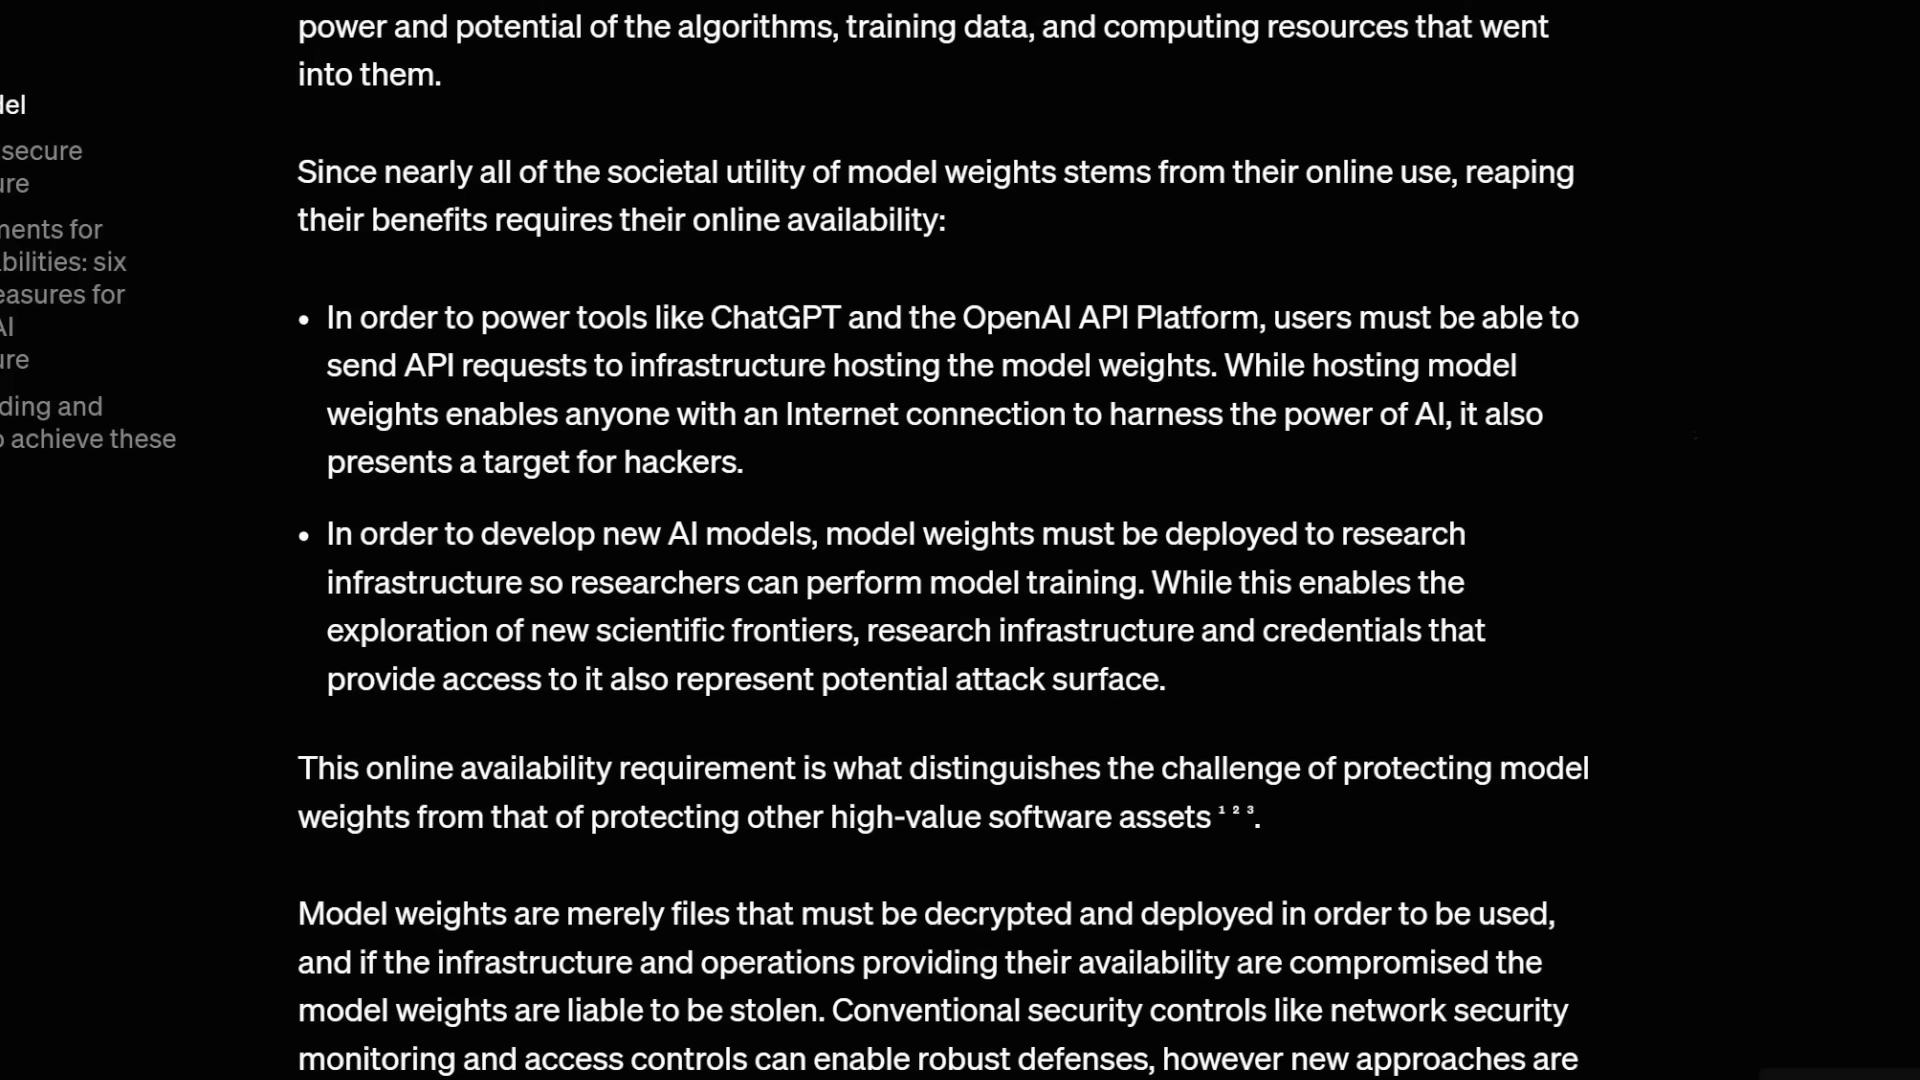 power and potential of the algorithms, training data, and computing resources that went
into them.
del
secure
ure
ments for
abilities: six
easures for
AI
ure
ding and
o achieve these
Since nearly all of the societal utility of model weights stems from their online use, reaping
their benefits requires their online availability:
• In order to power tools like ChatGPT and the OpenAI API Platform, users must be able to
send API requests to infrastructure hosting the model weights. While hosting model
weights enables anyone with an Internet connection to harness the power of AI, it also
presents a target for hackers.
• In order to develop new AI models, model weights must be deployed to research
infrastructure so researchers can perform model training. While this enables the
exploration of new scientific frontiers, research infrastructure and credentials that
provide access to it also represent potential attack surface.
This online availability requirement is what distinguishes the challenge of protecting model
weights from that of protecting other high-value software assets ¹ ² ³.
Model weights are merely files that must be decrypted and deployed in order to be used,
and if the infrastructure and operations providing their availability are compromised the
model weights are liable to be stolen. Conventional security controls like network security
monitoring and access controls can enable robust defenses, however new approaches are